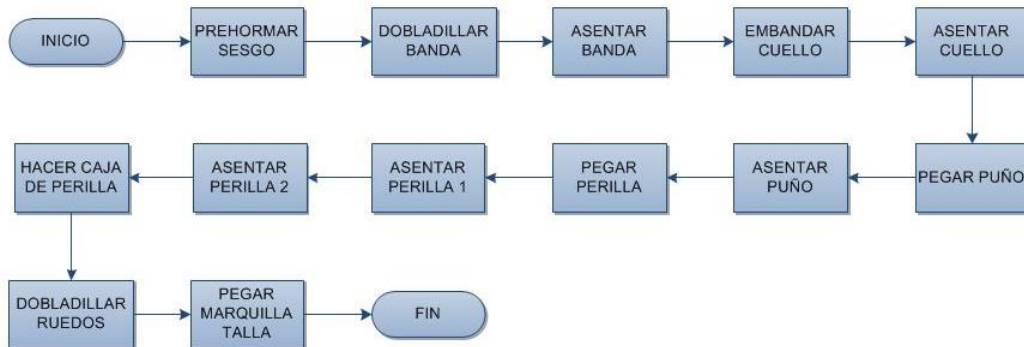 INICIO
PREHORMAR
SESGO
DOBLADILLAR
BANDA
ASENTAR
BANDA
EMBANDAR
CUELLO
ASENTAR
CUELLO
PEGAR PUÑO
ASENTAR
PUÑO
PEGAR
PERILLA
ASENTAR
PERILLA 1
ASENTAR
PERILLA 2
HACER CAJA
DE PERILLA
DOBLADILLAR
RUEDOS
PEGAR
MARQUILLA
TALLA
FIN